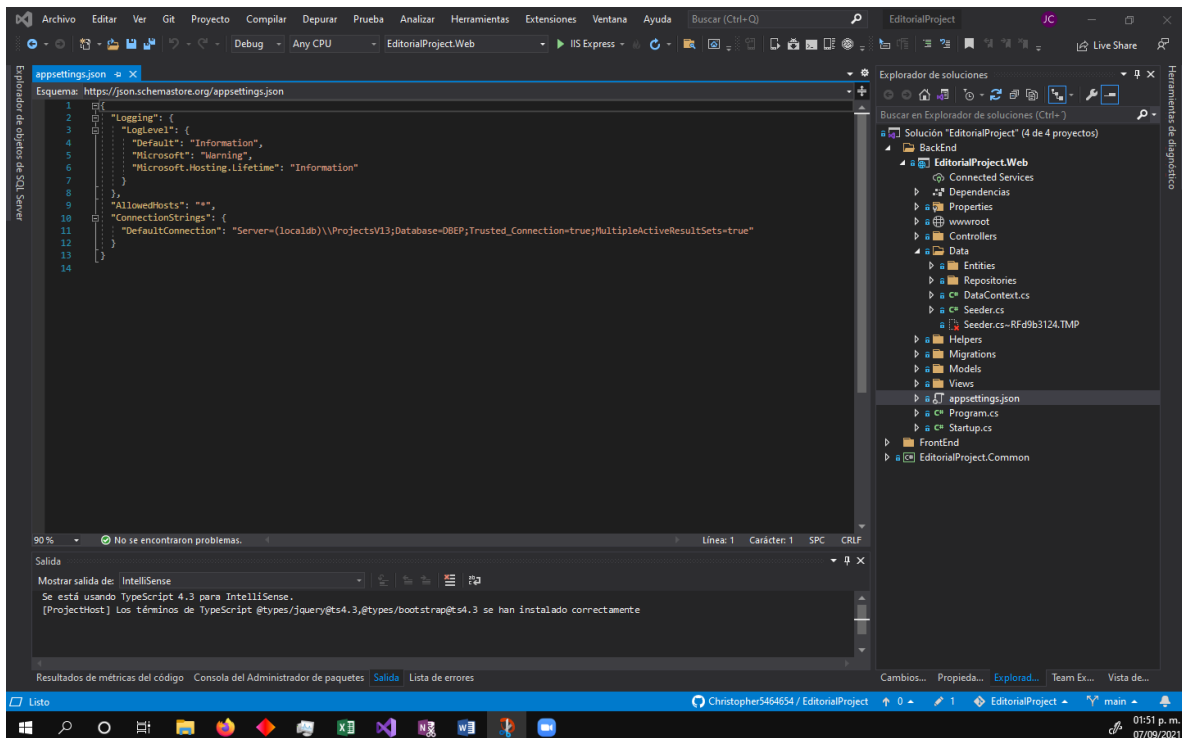 Archivo Editar Ver Git Proyecto Compilar Depurar Prueba Analizar Herramientas Extensiones Ventana Ayuda Buscar (Ctrl+Q) EditorialProject JC
Debug Any CPU EditorialProject.Web IIS Express Live Share
Explorador de objetos de SQL Server
appsettings.json
Esquema: https://json.schemastore.org/appsettings.json
1 {
2 "Logging": {
3 "LogLevel": {
4 "Default": "Information",
5 "Microsoft": "Warning",
6 "Microsoft.Hosting.Lifetime": "Information"
7 }
8 },
9 "AllowedHosts": "*",
10 "ConnectionStrings": {
11 "DefaultConnection": "Server=(localdb)\\ProjectsV13;Database=DBEP;Trusted_Connection=true;MultipleActiveResultSets=true"
12 }
13 }
14
90 % No se encontraron problemas. Línea: 1 Carácter: 1 SPC CRLF
Salida
Mostrar salida de: IntelliSense
Se está usando TypeScript 4.3 para IntelliSense.
[ProjectHost] Los términos de TypeScript @types/jquery@ts4.3,@types/bootstrap@ts4.3 se han instalado correctamente
Resultados de métricas del código Consola del Administrador de paquetes Salida Lista de errores
Explorador de soluciones
Buscar en Explorador de soluciones (Ctrl+¨)
Solución "EditorialProject" (4 de 4 proyectos)
BackEnd
EditorialProject.Web
Connected Services
Dependencias
Properties
wwwroot
Controllers
Data
Entities
Repositories
C# DataContext.cs
C# Seeder.cs
Seeder.cs~RFd9b3124.TMP
Helpers
Migrations
Models
Views
appsettings.json
C# Program.cs
C# Startup.cs
FrontEnd
C# EditorialProject.Common
Cambios... Propieda... Explorad... Team Ex... Vista de...
Herramientas de diagnóstico
Listo Christopher5464654 / EditorialProject 0 1 EditorialProject main
01:51 p. m.
07/09/2021